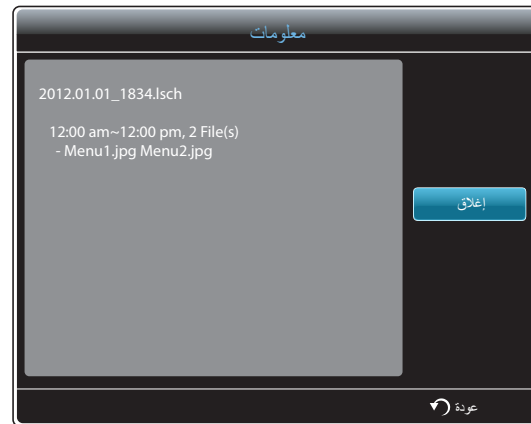 معلومات
2012.01.01_1834.lsch
12:00 am~12:00 pm, 2 File(s)
- Menu1.jpg Menu2.jpg
إغلاق
عودة